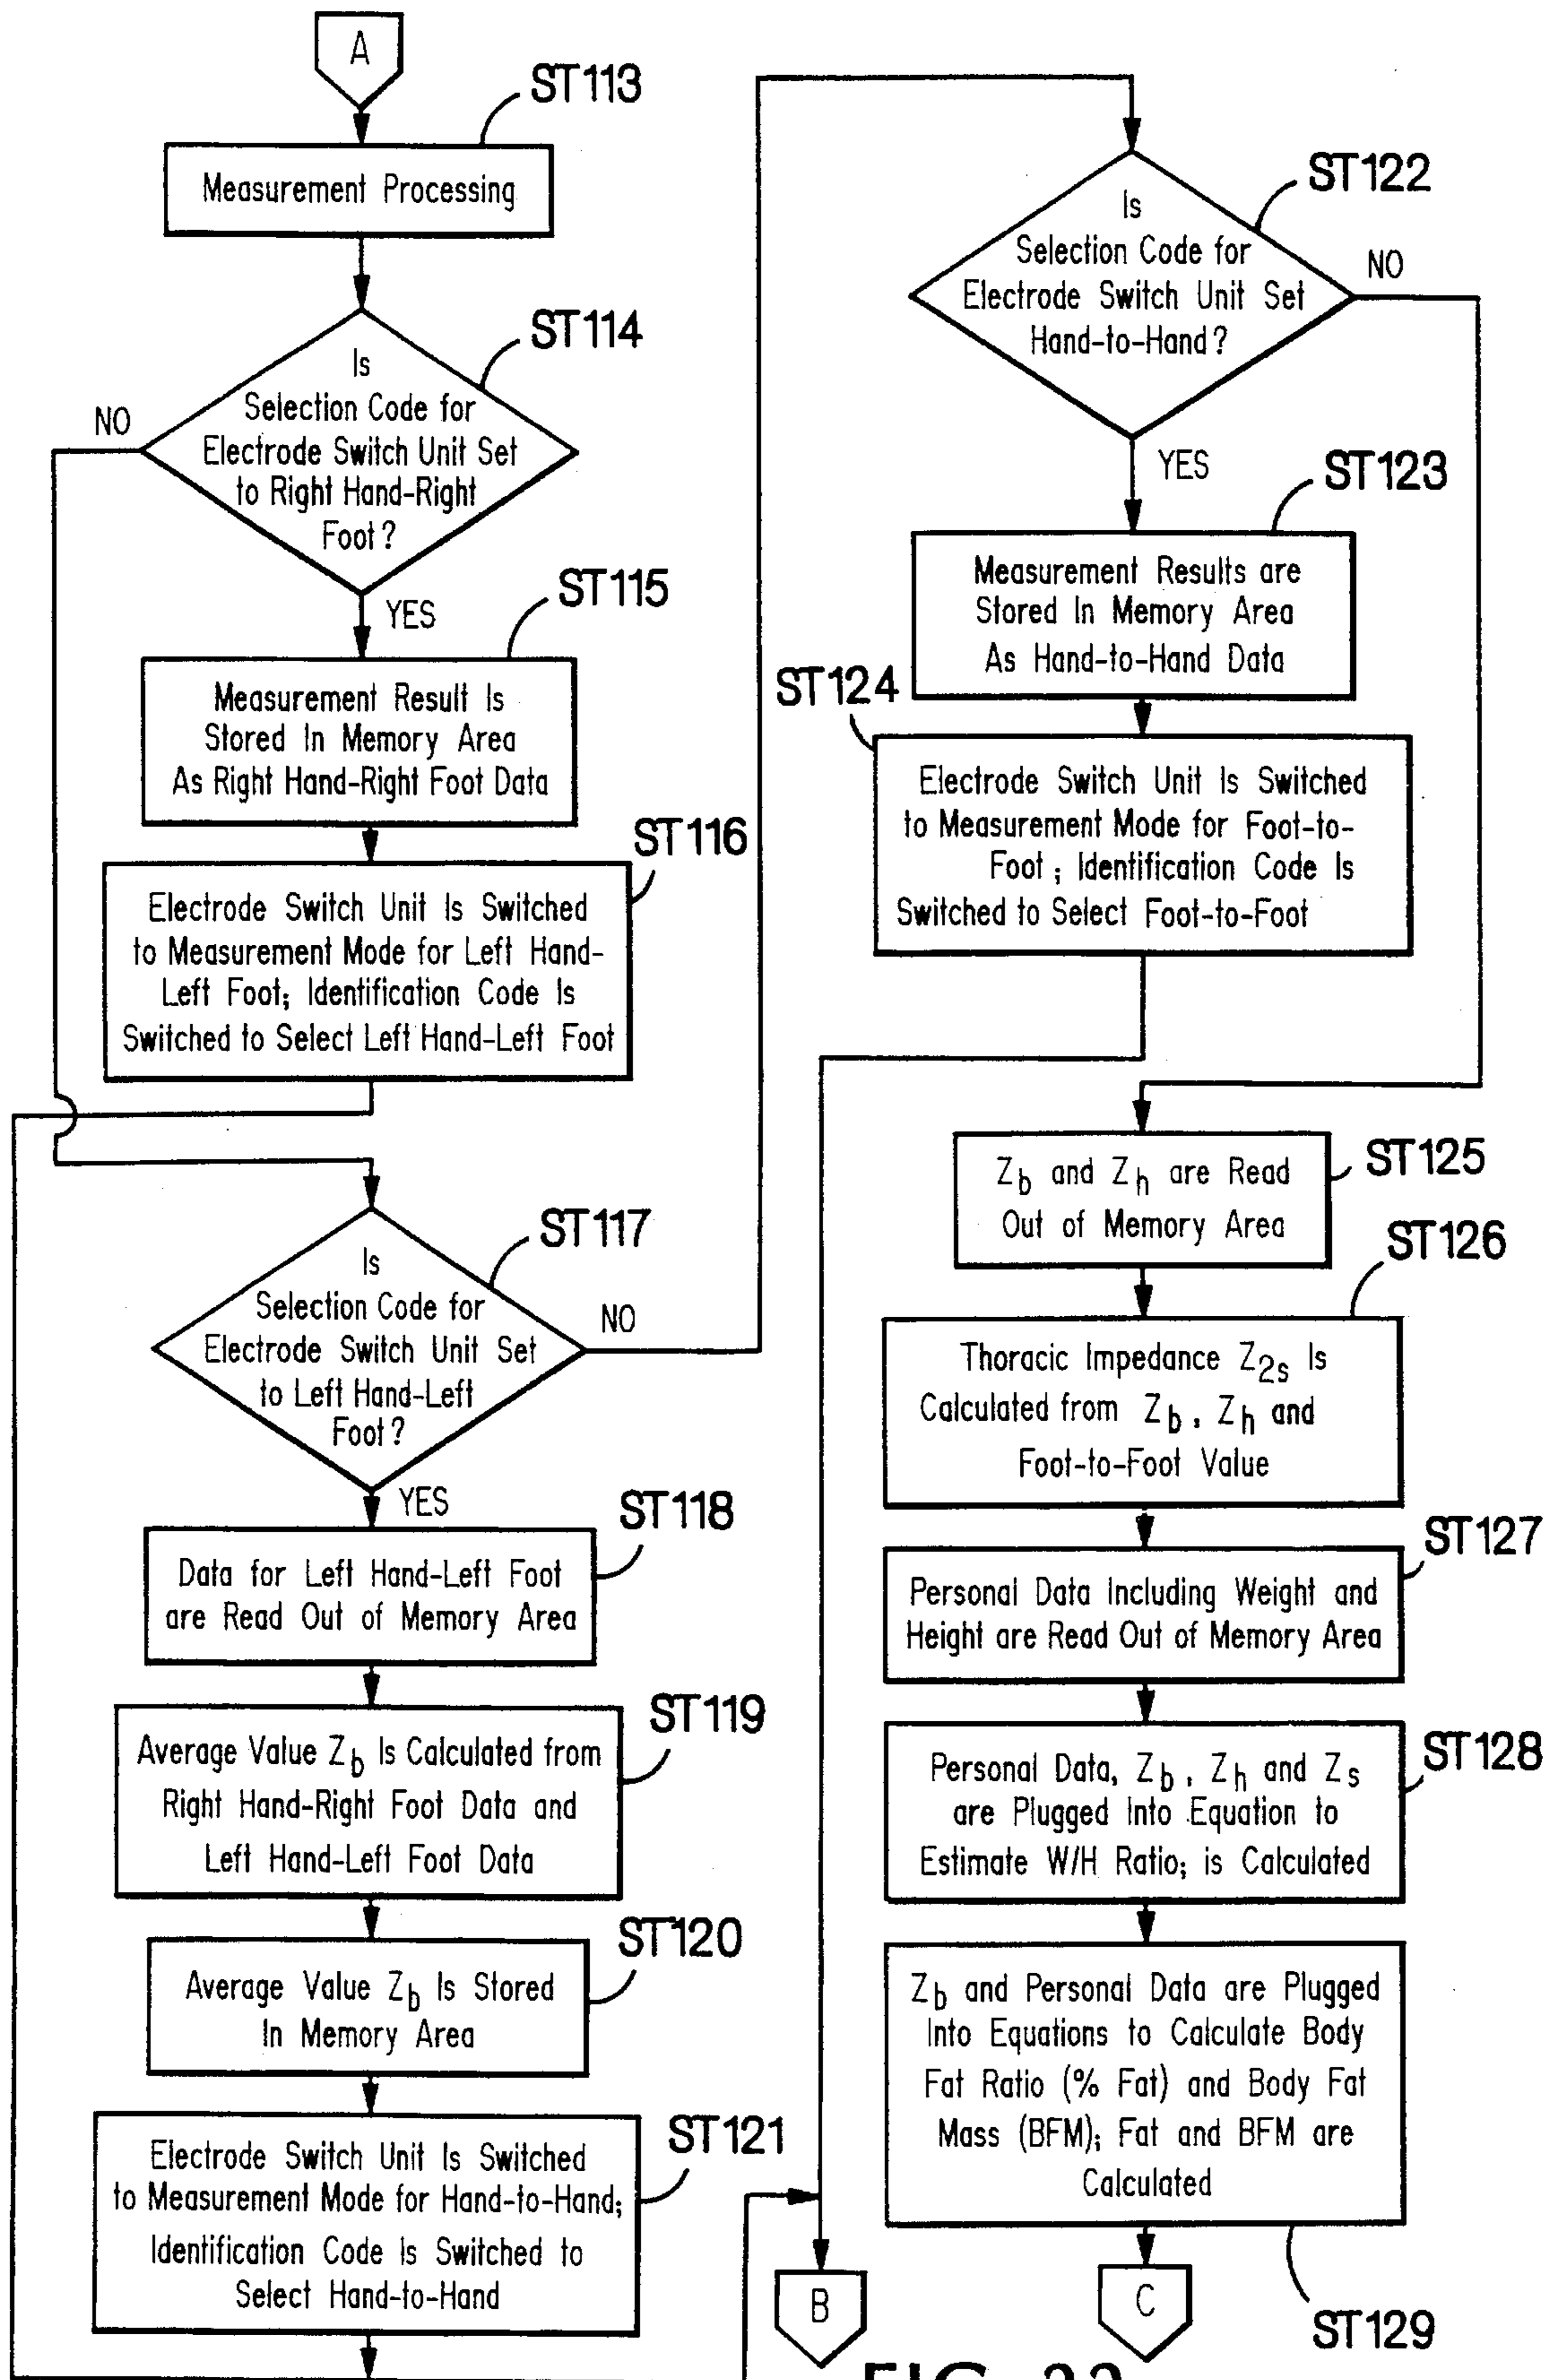 A
ST113
Measurement Processing
ST114
Is
Selection Code for
Electrode Switch Unit Set
to Right Hand-Right
Foot?
NO
YES
ST115
Measurement Result Is
Stored In Memory Area
As Right Hand-Right Foot Data
ST116
Electrode Switch Unit Is Switched
to Measurement Mode for Left Hand-
Left Foot; Identification Code Is
Switched to Select Left Hand-Left Foot
ST117
Is
Selection Code for
Electrode Switch Unit Set
to Left Hand-Left
Foot?
NO
YES
ST118
Data for Left Hand-Left Foot
are Read Out of Memory Area
ST119
Average Value Zb Is Calculated from
Right Hand-Right Foot Data and
Left Hand-Left Foot Data
ST120
Average Value Zb Is Stored
In Memory Area
ST121
Electrode Switch Unit Is Switched
to Measurement Mode for Hand-to-Hand;
Identification Code Is Switched to
Select Hand-to-Hand
ST122
Is
Selection Code for
Electrode Switch Unit Set
Hand-to-Hand?
NO
YES
ST123
Measurement Results are
Stored In Memory Area
As Hand-to-Hand Data
ST124
Electrode Switch Unit Is Switched
to Measurement Mode for Foot-to-
Foot ; Identification Code Is
Switched to Select Foot-to-Foot
ST125
Zb and Zh are Read
Out of Memory Area
ST126
Thoracic Impedance Z2s Is
Calculated from Zb, Zh and
Foot-to-Foot Value
ST127
Personal Data Including Weight and
Height are Read Out of Memory Area
ST128
Personal Data, Zb, Zh and Zs
are Plugged Into Equation to
Estimate W/H Ratio; is Calculated
Zb and Personal Data are Plugged
Into Equations to Calculate Body
Fat Ratio (% Fat) and Body Fat
Mass (BFM); Fat and BFM are
Calculated
ST129
B
C